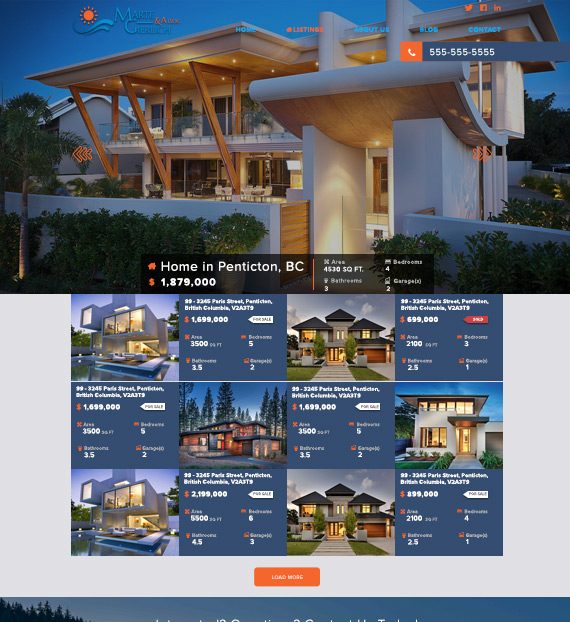 MARTE
& ASSOC
HOME
LISTINGS
ABOUT US
BLOG
CONTACT
555-555-5555
Home in Penticton, BC
$ 1,879,000
Area
4530 SQ FT.
Bedrooms
4
Bathrooms
3
Garage(s)
2
99 - 3245 Paris Street, Penticton,
British Columbia, V2A3T9
$ 1,699,000
FOR SALE
Area
3500 SQ FT
Bedrooms
5
Bathrooms
3.5
Garage(s)
2
99 - 3245 Paris Street, Penticton,
British Columbia, V2A3T9
$ 699,000
SOLD
Area
2100 SQ FT
Bedrooms
3
Bathrooms
2.5
Garage(s)
1
99 - 3245 Paris Street, Penticton,
British Columbia, V2A3T9
$ 1,699,000
FOR SALE
Area
3500 SQ FT
Bedrooms
5
Bathrooms
3.5
Garage(s)
2
99 - 3245 Paris Street, Penticton,
British Columbia, V2A3T9
$ 1,699,000
FOR SALE
Area
3500 SQ FT
Bedrooms
5
Bathrooms
3.5
Garage(s)
2
99 - 3245 Paris Street, Penticton,
British Columbia, V2A3T9
$ 2,199,000
FOR SALE
Area
5500 SQ FT
Bedrooms
6
Bathrooms
4.5
Garage(s)
3
99 - 3245 Paris Street, Penticton,
British Columbia, V2A3T9
$ 899,000
FOR SALE
Area
2100 SQ FT
Bedrooms
4
Bathrooms
2.5
Garage(s)
1
LOAD MORE
Interested? Questions? Contact Us Today!